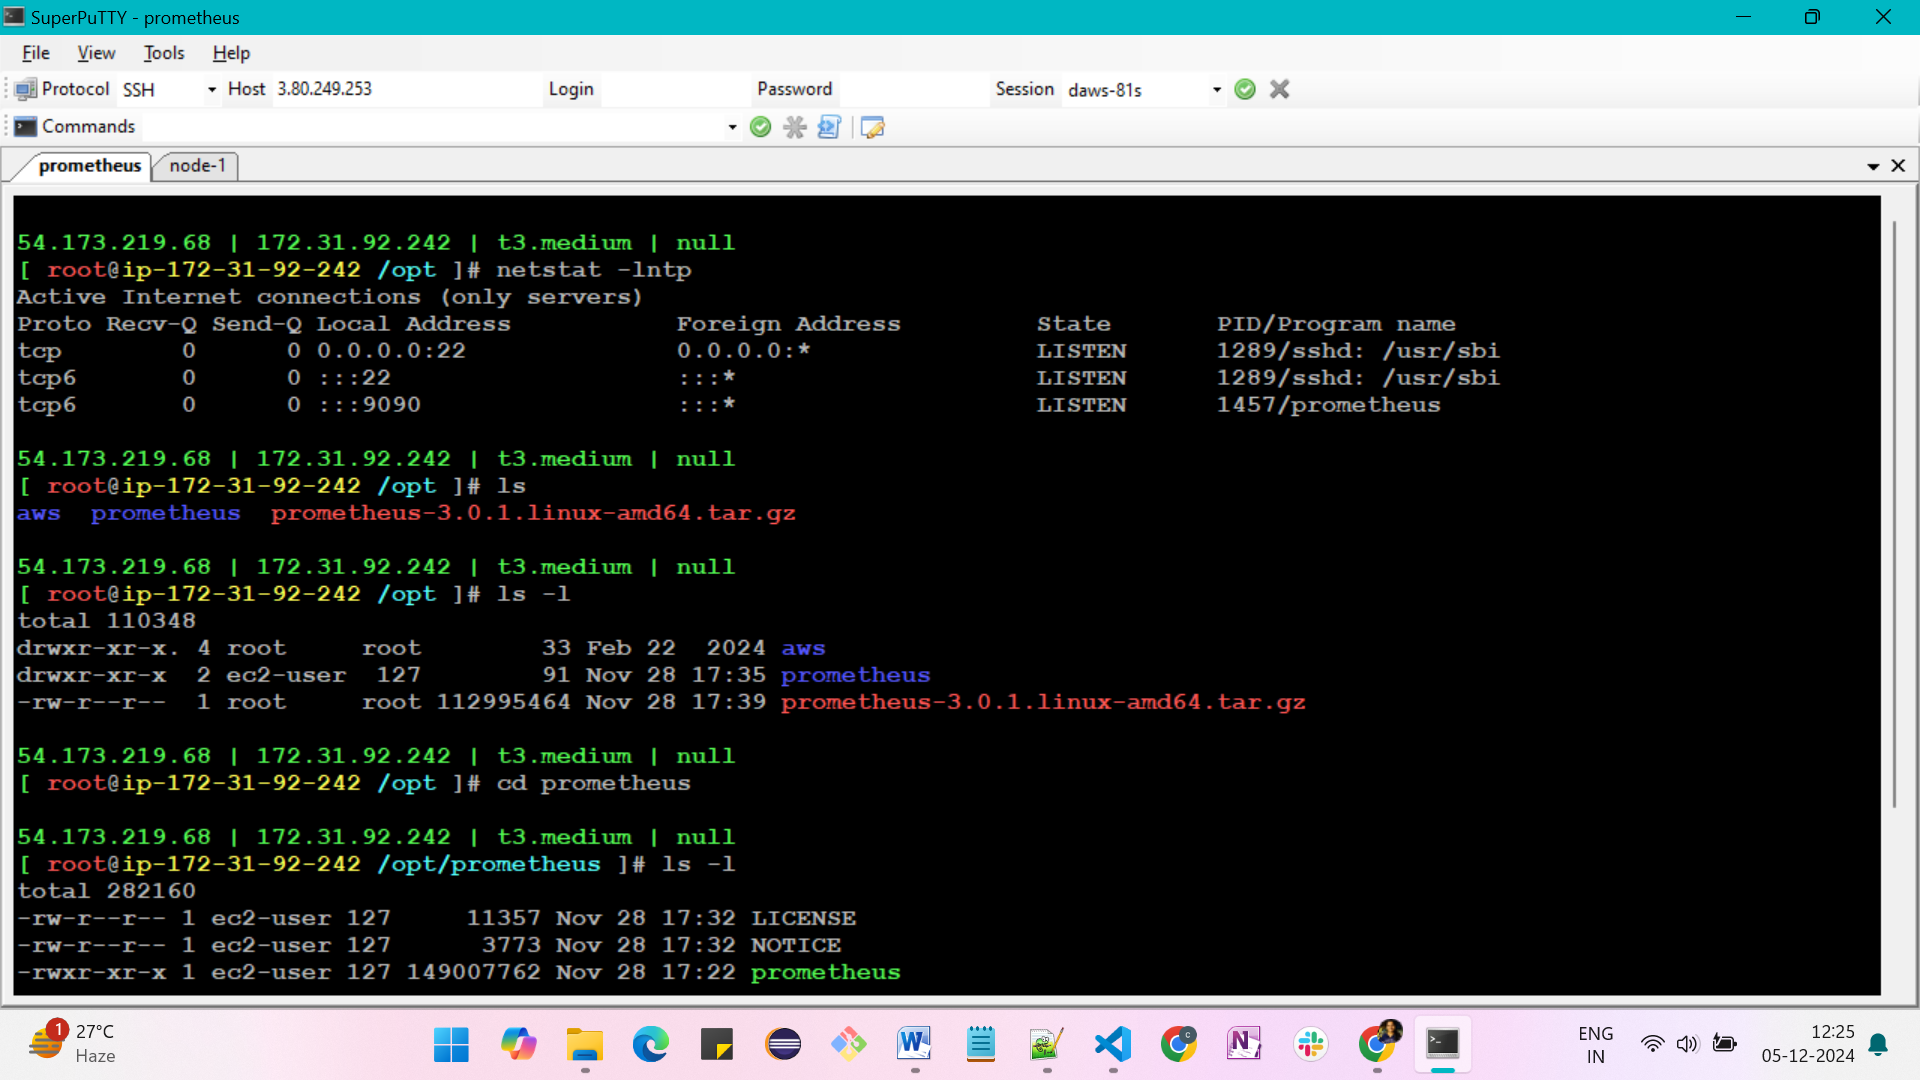 SuperPuTTY - prometheus
File View Tools Help
Protocol SSH Host 3.80.249.253 Login Password Session daws-81s
Commands
prometheus node-1
54.173.219.68 | 172.31.92.242 | t3.medium | null
[ root@ip-172-31-92-242 /opt ]# netstat -lntp
Active Internet connections (only servers)
Proto Recv-Q Send-Q Local Address           Foreign Address         State       PID/Program name
tcp        0      0 0.0.0.0:22              0.0.0.0:*               LISTEN      1289/sshd: /usr/sbi
tcp6       0      0 :::22                   :::*                    LISTEN      1289/sshd: /usr/sbi
tcp6       0      0 :::9090                 :::*                    LISTEN      1457/prometheus
54.173.219.68 | 172.31.92.242 | t3.medium | null
[ root@ip-172-31-92-242 /opt ]# ls
aws  prometheus  prometheus-3.0.1.linux-amd64.tar.gz
54.173.219.68 | 172.31.92.242 | t3.medium | null
[ root@ip-172-31-92-242 /opt ]# ls -l
total 110348
drwxr-xr-x. 4 root     root        33 Feb 22  2024 aws
drwxr-xr-x  2 ec2-user  127        91 Nov 28 17:35 prometheus
-rw-r--r--  1 root     root 112995464 Nov 28 17:39 prometheus-3.0.1.linux-amd64.tar.gz
54.173.219.68 | 172.31.92.242 | t3.medium | null
[ root@ip-172-31-92-242 /opt ]# cd prometheus
54.173.219.68 | 172.31.92.242 | t3.medium | null
[ root@ip-172-31-92-242 /opt/prometheus ]# ls -l
total 282160
-rw-r--r-- 1 ec2-user 127     11357 Nov 28 17:32 LICENSE
-rw-r--r-- 1 ec2-user 127      3773 Nov 28 17:32 NOTICE
-rwxr-xr-x 1 ec2-user 127 149007762 Nov 28 17:22 prometheus
1 27°C
Haze
ENG
IN
12:25
05-12-2024